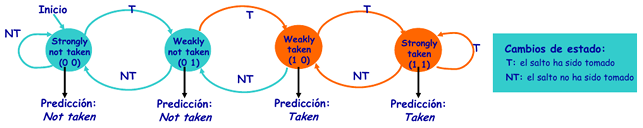 Inicio
T
T
T
NT
Strongly
not taken
(0 0)
Weakly
not taken
(0 1)
Weakly
taken
(1 0)
Strongly
taken
(1,1)
T
NT
NT
NT
Predicción:
Not taken
Predicción:
Not taken
Predicción:
Taken
Predicción:
Taken
Cambios de estado:
T: el salto ha sido tomado
NT: el salto no ha sido tomado